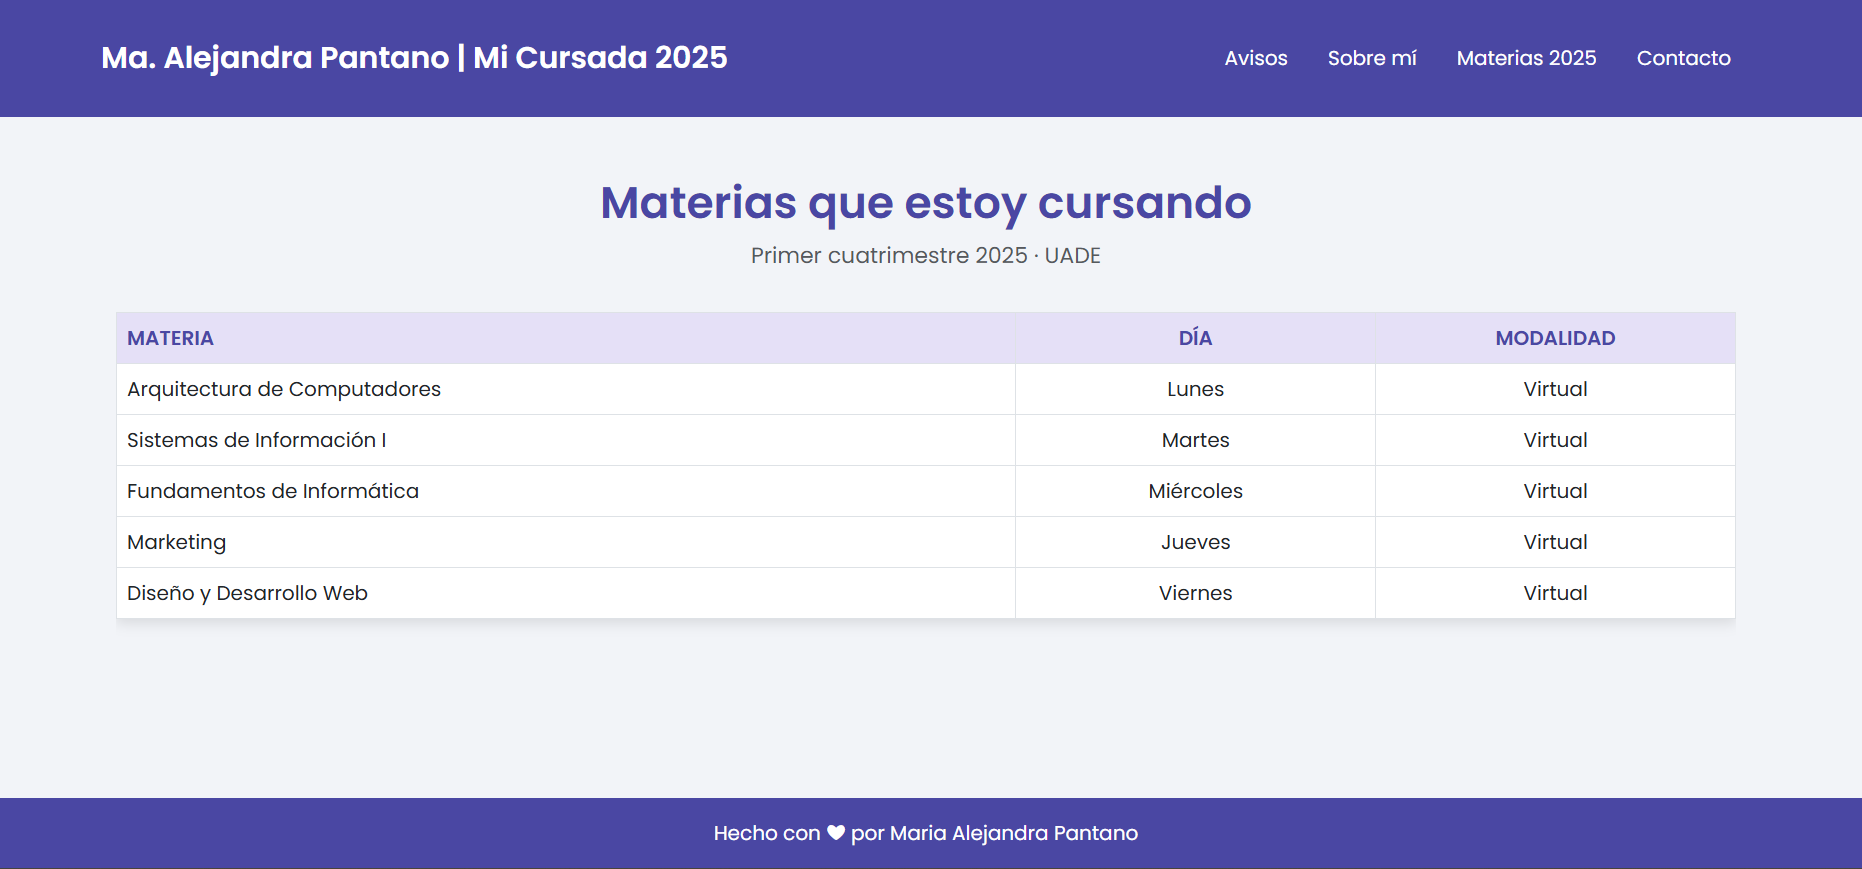 Ma. Alejandra Pantano | Mi Cursada 2025
Avisos Sobre mí Materias 2025 Contacto
Materias que estoy cursando
Primer cuatrimestre 2025 · UADE
MATERIA DÍA MODALIDAD
Arquitectura de Computadores Lunes Virtual
Sistemas de Información I Martes Virtual
Fundamentos de Informática Miércoles Virtual
Marketing Jueves Virtual
Diseño y Desarrollo Web Viernes Virtual
Hecho con ♥ por Maria Alejandra Pantano